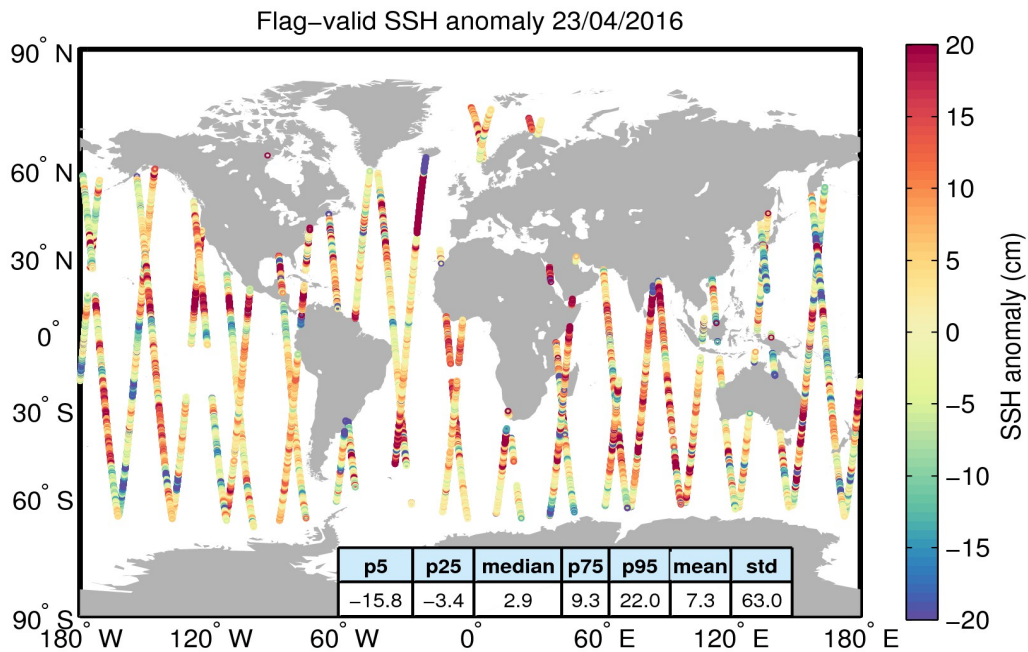 Flag−valid SSH anomaly 23/04/2016
90° N
60° N
30° N
0°
30° S
60° S
90° S
180° W
120° W
60° W
0°
60° E
120° E
180° E
p5 p25 median p75 p95 mean std
−15.8 −3.4 2.9 9.3 22.0 7.3 63.0
20
15
10
5
0
−5
−10
−15
−20
SSH anomaly (cm)